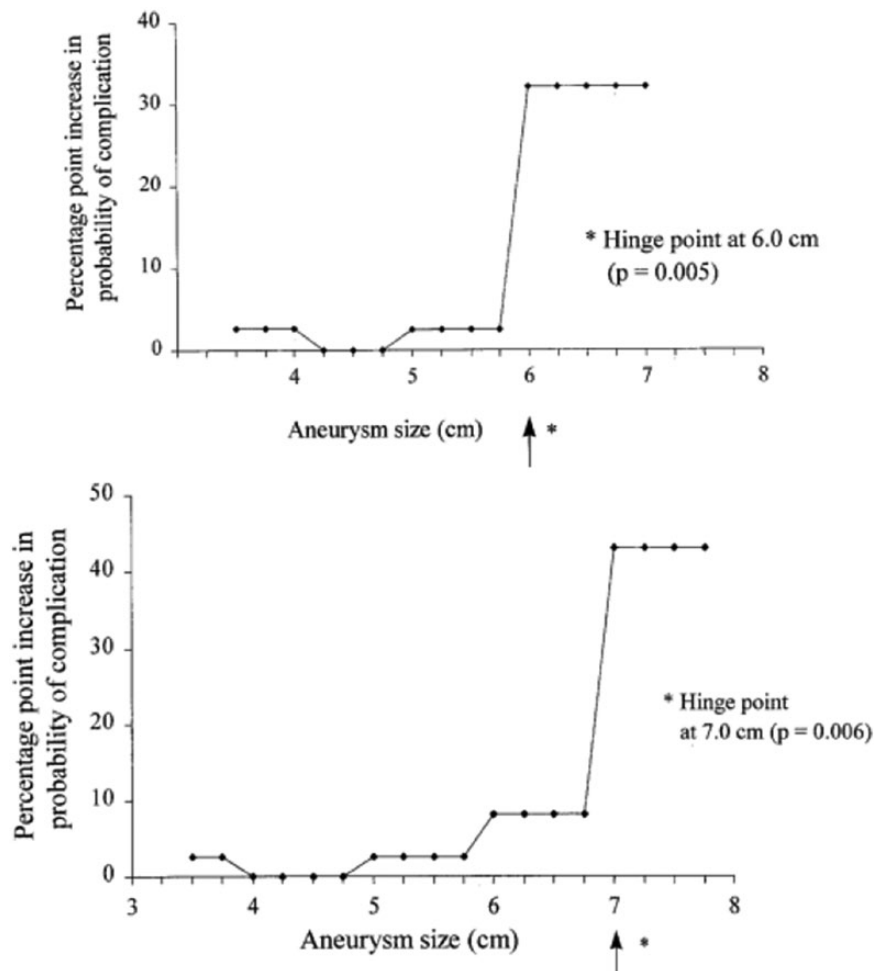 Percentage point increase in
probability of complication
40
30
20
10
0
4
5
6
7
8
* Hinge point at 6.0 cm
(p = 0.005)
Aneurysm size (cm)
*
Percentage point increase in
probability of complication
50
40
30
20
10
0
3
4
5
6
7
8
* Hinge point
at 7.0 cm (p = 0.006)
Aneurysm size (cm)
*